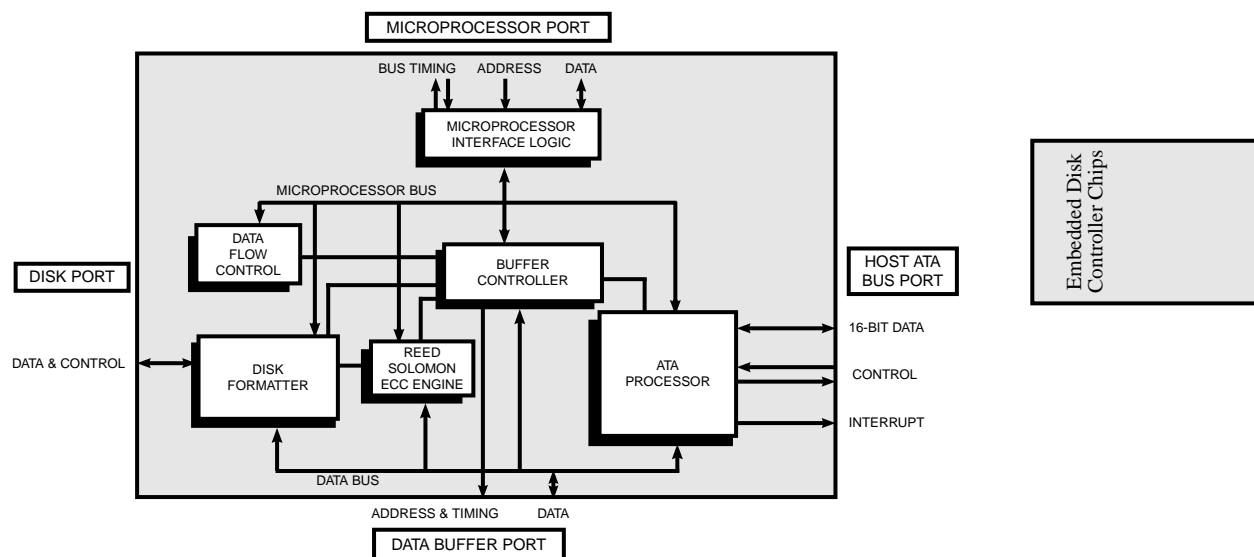 MICROPROCESSOR PORT
BUS TIMING
ADDRESS
DATA
MICROPROCESSOR
INTERFACE LOGIC
MICROPROCESSOR BUS
DATA
FLOW
CONTROL
BUFFER
CONTROLLER
DISK PORT
HOST ATA
BUS PORT
DATA & CONTROL
DISK
FORMATTER
REED
SOLOMON
ECC ENGINE
ATA
PROCESSOR
16-BIT DATA
CONTROL
INTERRUPT
DATA BUS
ADDRESS & TIMING
DATA
DATA BUFFER PORT
Embedded Disk
Controller Chips